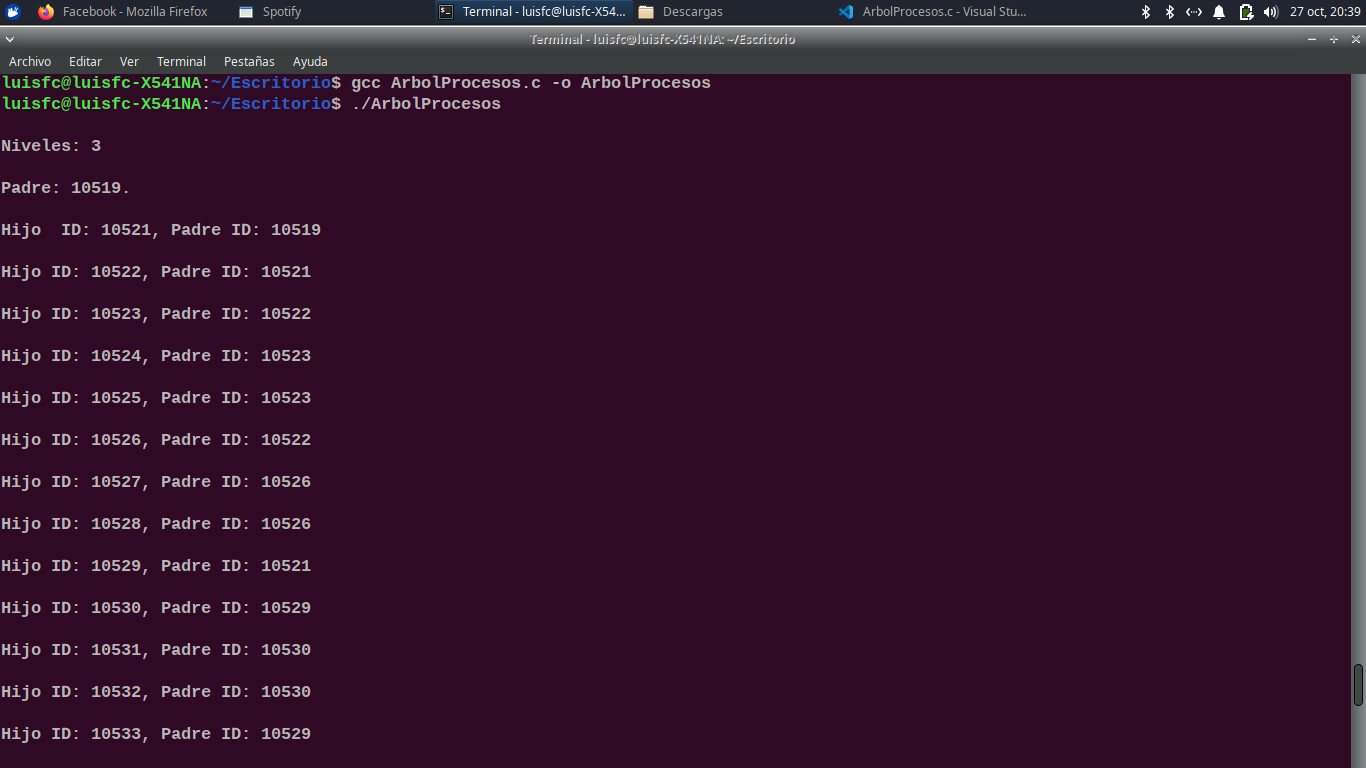 Facebook - Mozilla Firefox Spotify Terminal - luisfc@luisfc-X54... Descargas ArbolProcesos.c - Visual Stu... 27 oct, 20:39
Terminal - luisfc@luisfc-X541NA: ~/Escritorio
Archivo Editar Ver Terminal Pestañas Ayuda
luisfc@luisfc-X541NA:~/Escritorio$ gcc ArbolProcesos.c -o ArbolProcesos
luisfc@luisfc-X541NA:~/Escritorio$ ./ArbolProcesos
Niveles: 3
Padre: 10519.
Hijo  ID: 10521, Padre ID: 10519
Hijo ID: 10522, Padre ID: 10521
Hijo ID: 10523, Padre ID: 10522
Hijo ID: 10524, Padre ID: 10523
Hijo ID: 10525, Padre ID: 10523
Hijo ID: 10526, Padre ID: 10522
Hijo ID: 10527, Padre ID: 10526
Hijo ID: 10528, Padre ID: 10526
Hijo ID: 10529, Padre ID: 10521
Hijo ID: 10530, Padre ID: 10529
Hijo ID: 10531, Padre ID: 10530
Hijo ID: 10532, Padre ID: 10530
Hijo ID: 10533, Padre ID: 10529